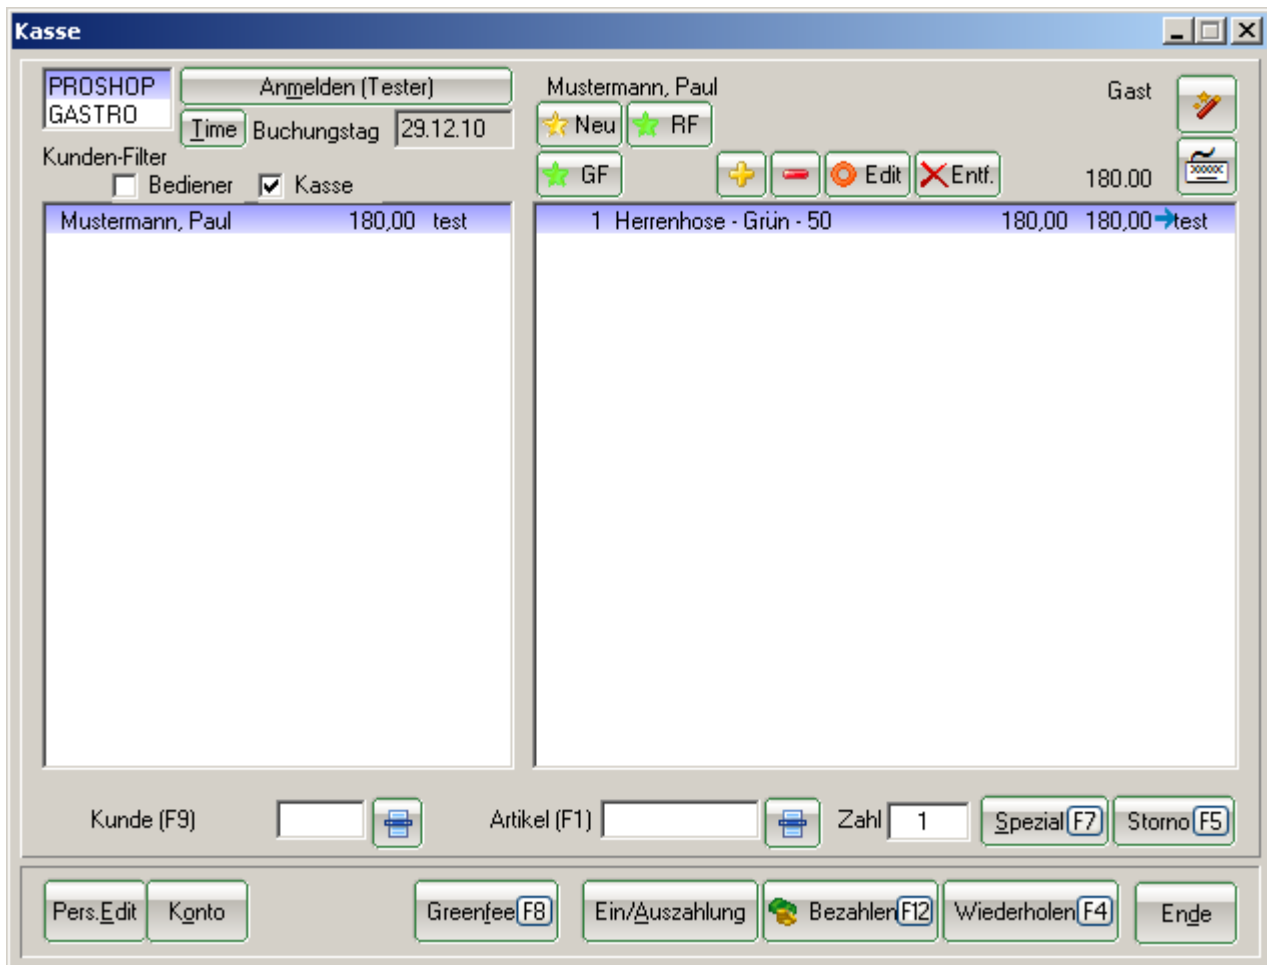 Kasse
PROSHOP
GASTRO
Anmelden (Tester)
Time Buchungstag 29.12.10
Kunden-Filter
Bediener Kasse
Mustermann, Paul Gast
Neu RF
GF Edit Entf. 180.00
Mustermann, Paul 180,00 test
1 Herrenhose - Grün - 50 180,00 180,00 test
Kunde (F9) Artikel (F1) Zahl 1 Spezial F7 Storno F5
Pers.Edit Konto Greenfee F8 Ein/Auszahlung Bezahlen F12 Wiederholen F4 Ende